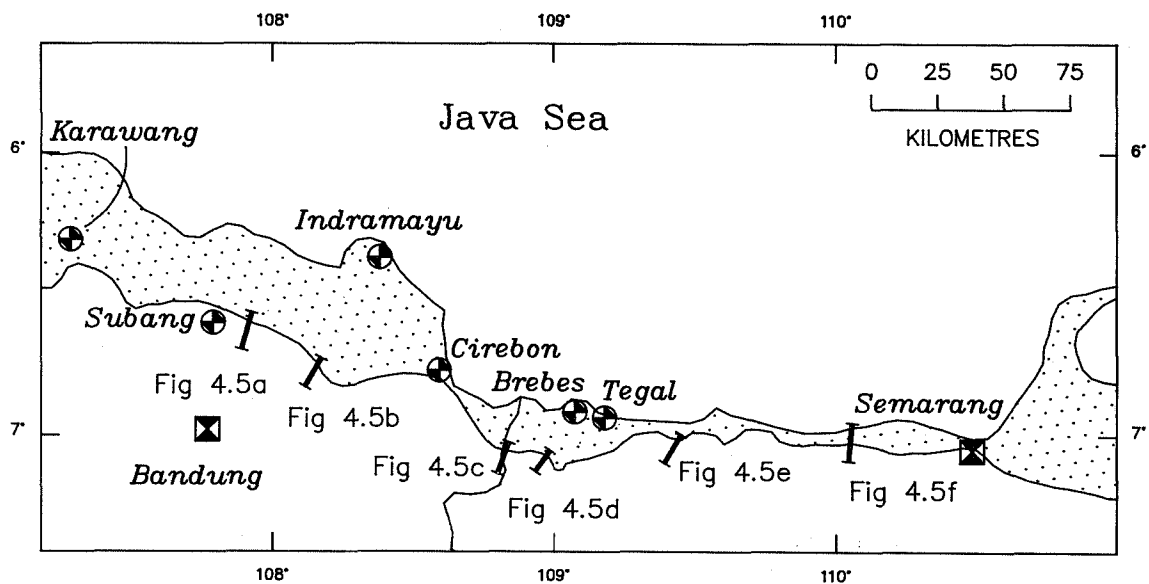 108°
109°
110°
0 25 50 75
KILOMETRES
Java Sea
Karawang
6°
6°
Indramayu
Subang
Cirebon
Brebes
Tegal
Fig 4.5a
Semarang
Fig 4.5b
7°
7°
Fig 4.5c
Fig 4.5e
Bandung
Fig 4.5d
Fig 4.5f
108°
109°
110°